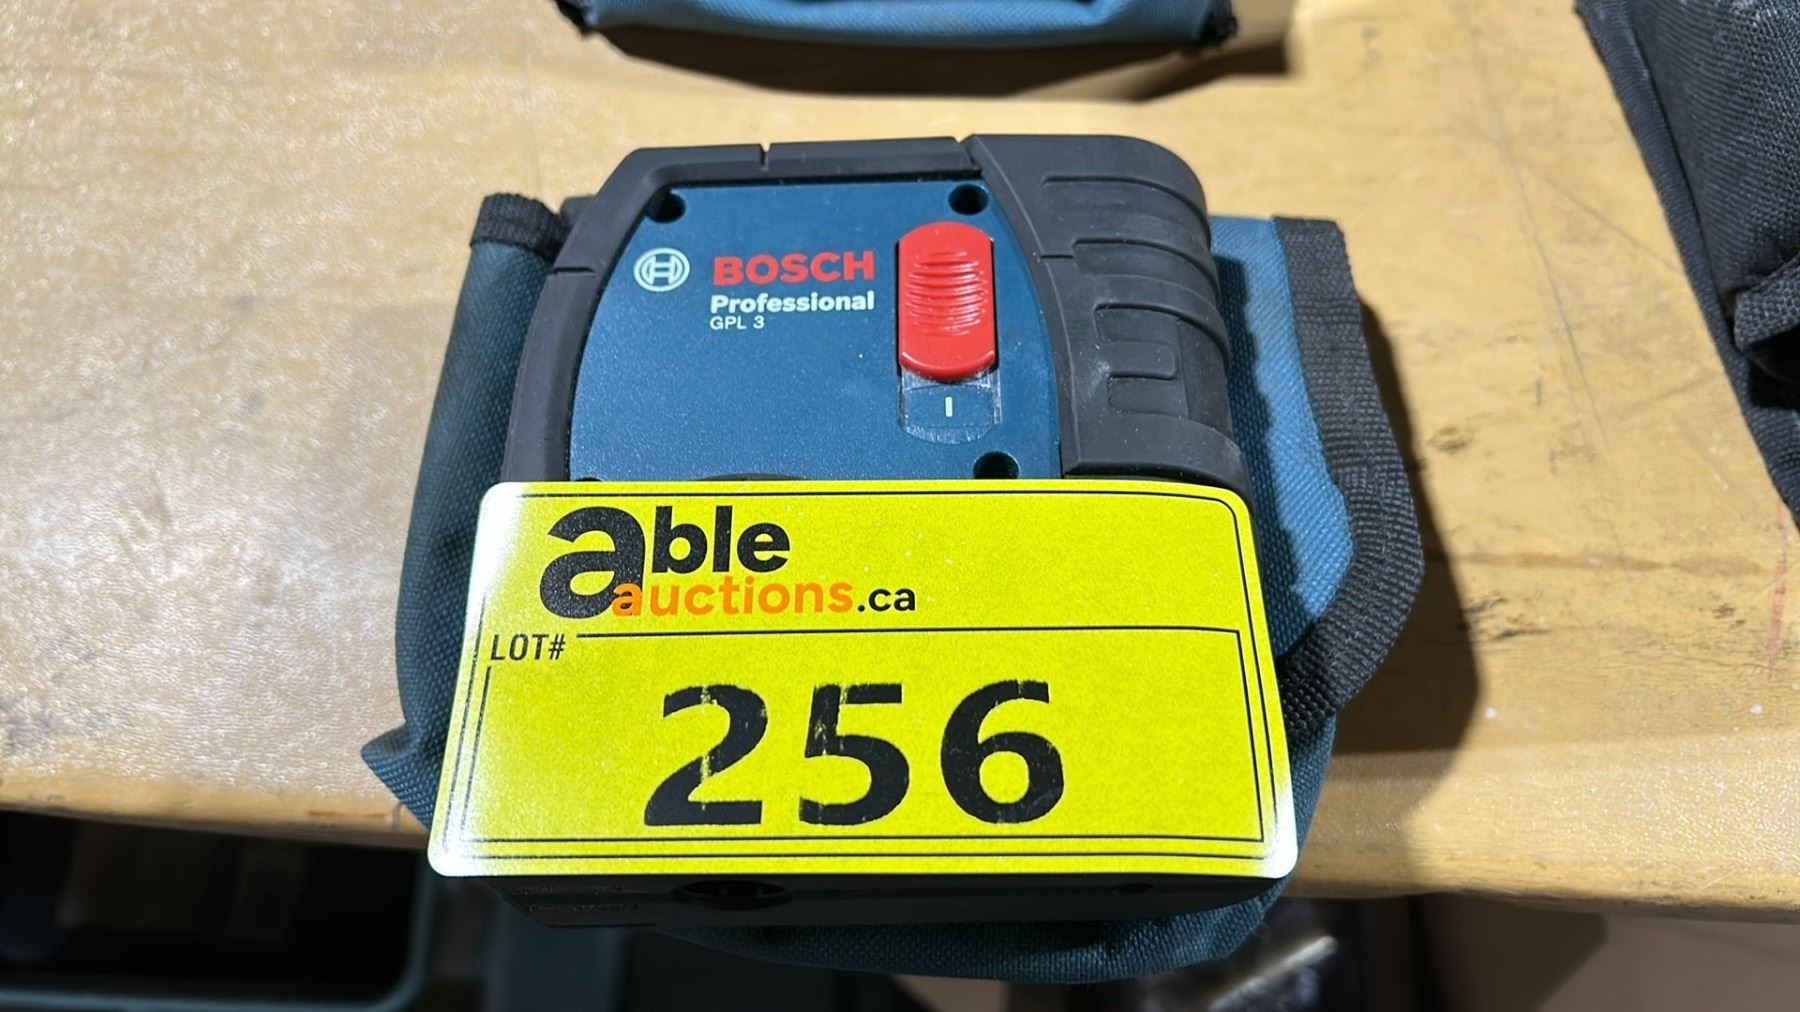 BOSCH
Professional
GPL 3
I
able
auctions.ca
LOT#
256